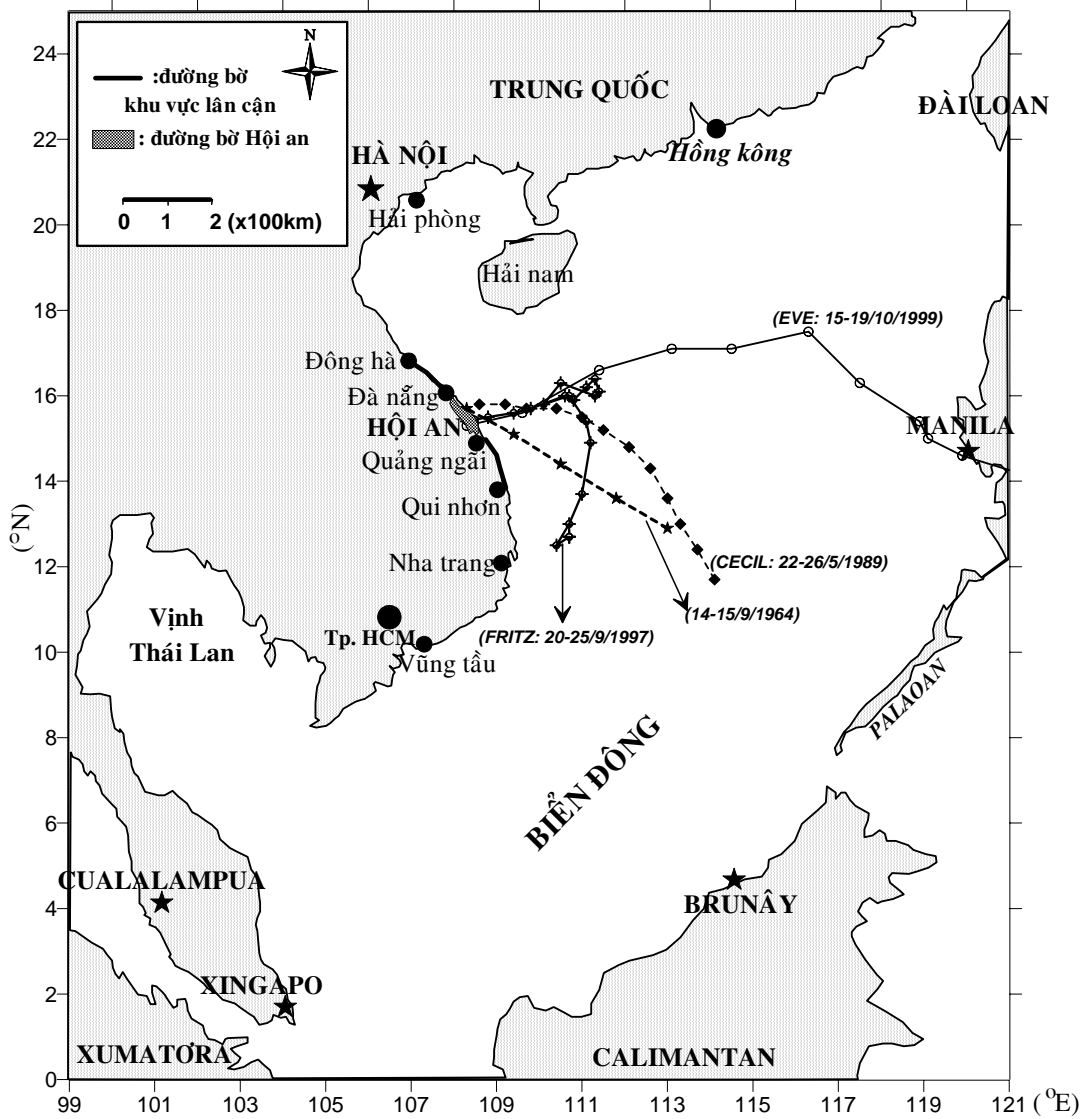 N
:đường bờ
khu vực lân cận
: đường bờ Hội an
0 1 2 (x100km)
TRUNG QUỐC
ĐÀI LOAN
Hồng kông
HÀ NỘI
Hải phòng
Hải nam
(EVE: 15-19/10/1999)
Đông hà
Đà nẵng
HỘI AN
MANILA
Quảng ngãi
Qui nhơn
Nha trang
(CECIL: 22-26/5/1989)
(14-15/9/1964)
(FRITZ: 20-25/9/1997)
Vịnh
Thái Lan
Tp. HCM
Vũng tầu
PALAOAN
BIỂN ĐÔNG
CUALALAMPUA
BRUNÂY
XINGAPO
XUMATƠRA
CALIMANTAN
24
22
20
18
16
14
12
10
8
6
4
2
0
(°N)
99 101 103 105 107 109 111 113 115 117 119 121 (°E)